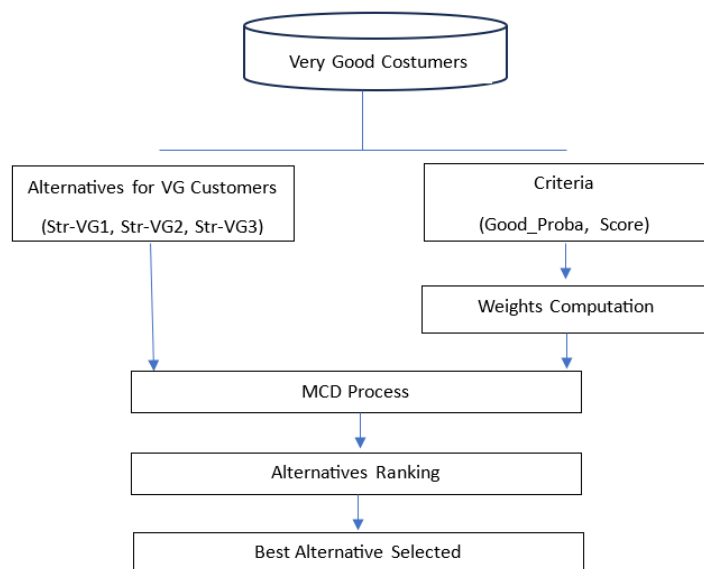 Very Good Costumers
Alternatives for VG Customers
(Str-VG1, Str-VG2, Str-VG3)
Criteria
(Good_Proba, Score)
Weights Computation
MCD Process
Alternatives Ranking
Best Alternative Selected